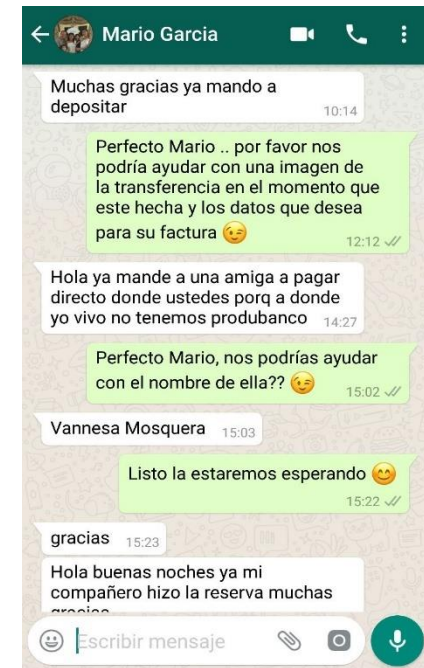 Mario Garcia
Muchas gracias ya mando a
depositar
10:14
Perfecto Mario .. por favor nos
podría ayudar con una imagen de
la transferencia en el momento que
este hecha y los datos que desea
para su factura 😉
12:12
Hola ya mande a una amiga a pagar
directo donde ustedes porq a donde
yo vivo no tenemos produbanco 14:27
Perfecto Mario, nos podrías ayudar
con el nombre de ella?? 😉
15:02
Vannesa Mosquera 15:03
Listo la estaremos esperando 😊
15:22
gracias 15:23
Hola buenas noches ya mi
compañero hizo la reserva muchas
gracias
Escribir mensaje